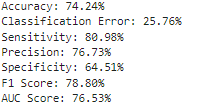 Accuracy: 74.24%
Classification Error: 25.76%
Sensitivity: 80.98%
Precision: 76.73%
Specificity: 64.51%
F1 Score: 78.80%
AUC Score: 76.53%